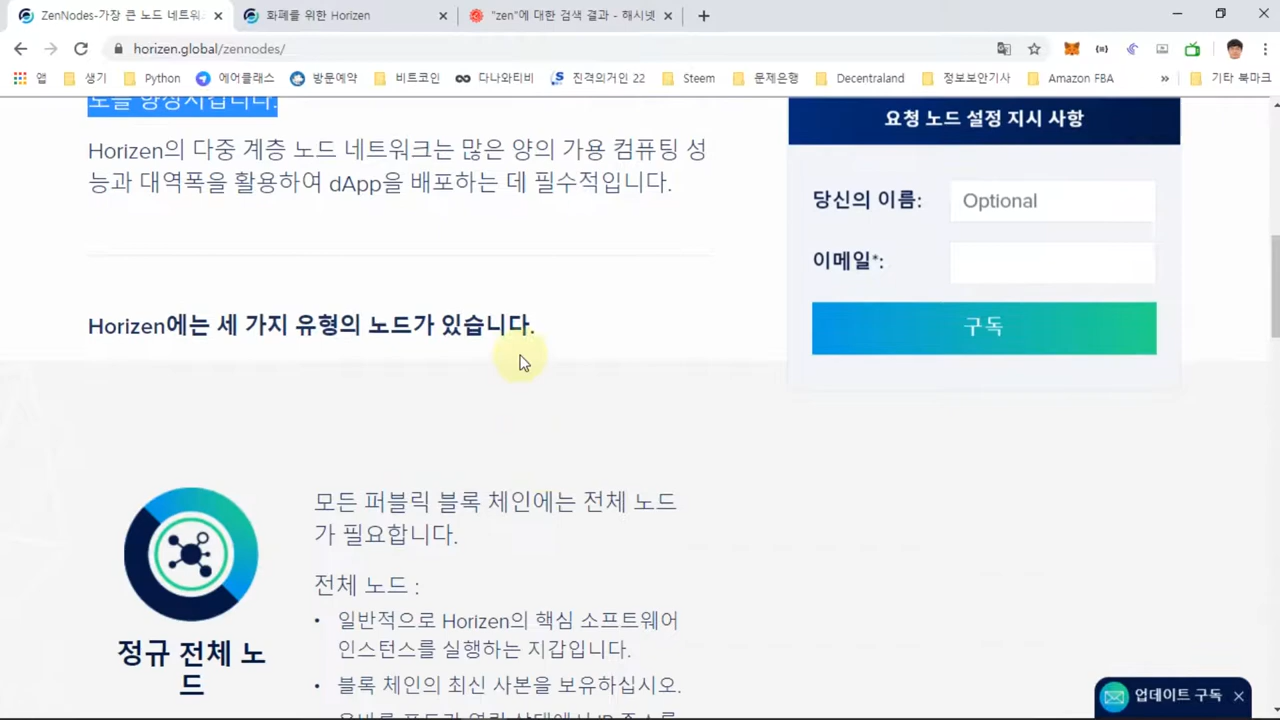 ZenNodes-가장 큰 노드 네트워
화폐를 위한 Horizen
"zen"에 대한 검색 결과 - 해시넷
horizen.global/zennodes/
앱
생기
Python
에어클래스
방문예약
비트코인
다나와티비
진격의거인 22
Steem
문제은행
Decentraland
정보보안기사
Amazon FBA
»
기타 북마크
도를 향상시킵니다.
Horizen의 다중 계층 노드 네트워크는 많은 양의 가용 컴퓨팅 성
능과 대역폭을 활용하여 dApp을 배포하는 데 필수적입니다.
요청 노드 설정 지시 사항
당신의 이름:
Optional
이메일*:
구독
Horizen에는 세 가지 유형의 노드가 있습니다.
모든 퍼블릭 블록 체인에는 전체 노드
가 필요합니다.
전체 노드 :
• 일반적으로 Horizen의 핵심 소프트웨어
인스턴스를 실행하는 지갑입니다.
• 블록 체인의 최신 사본을 보유하십시오.
정규 전체 노
드
업데이트 구독